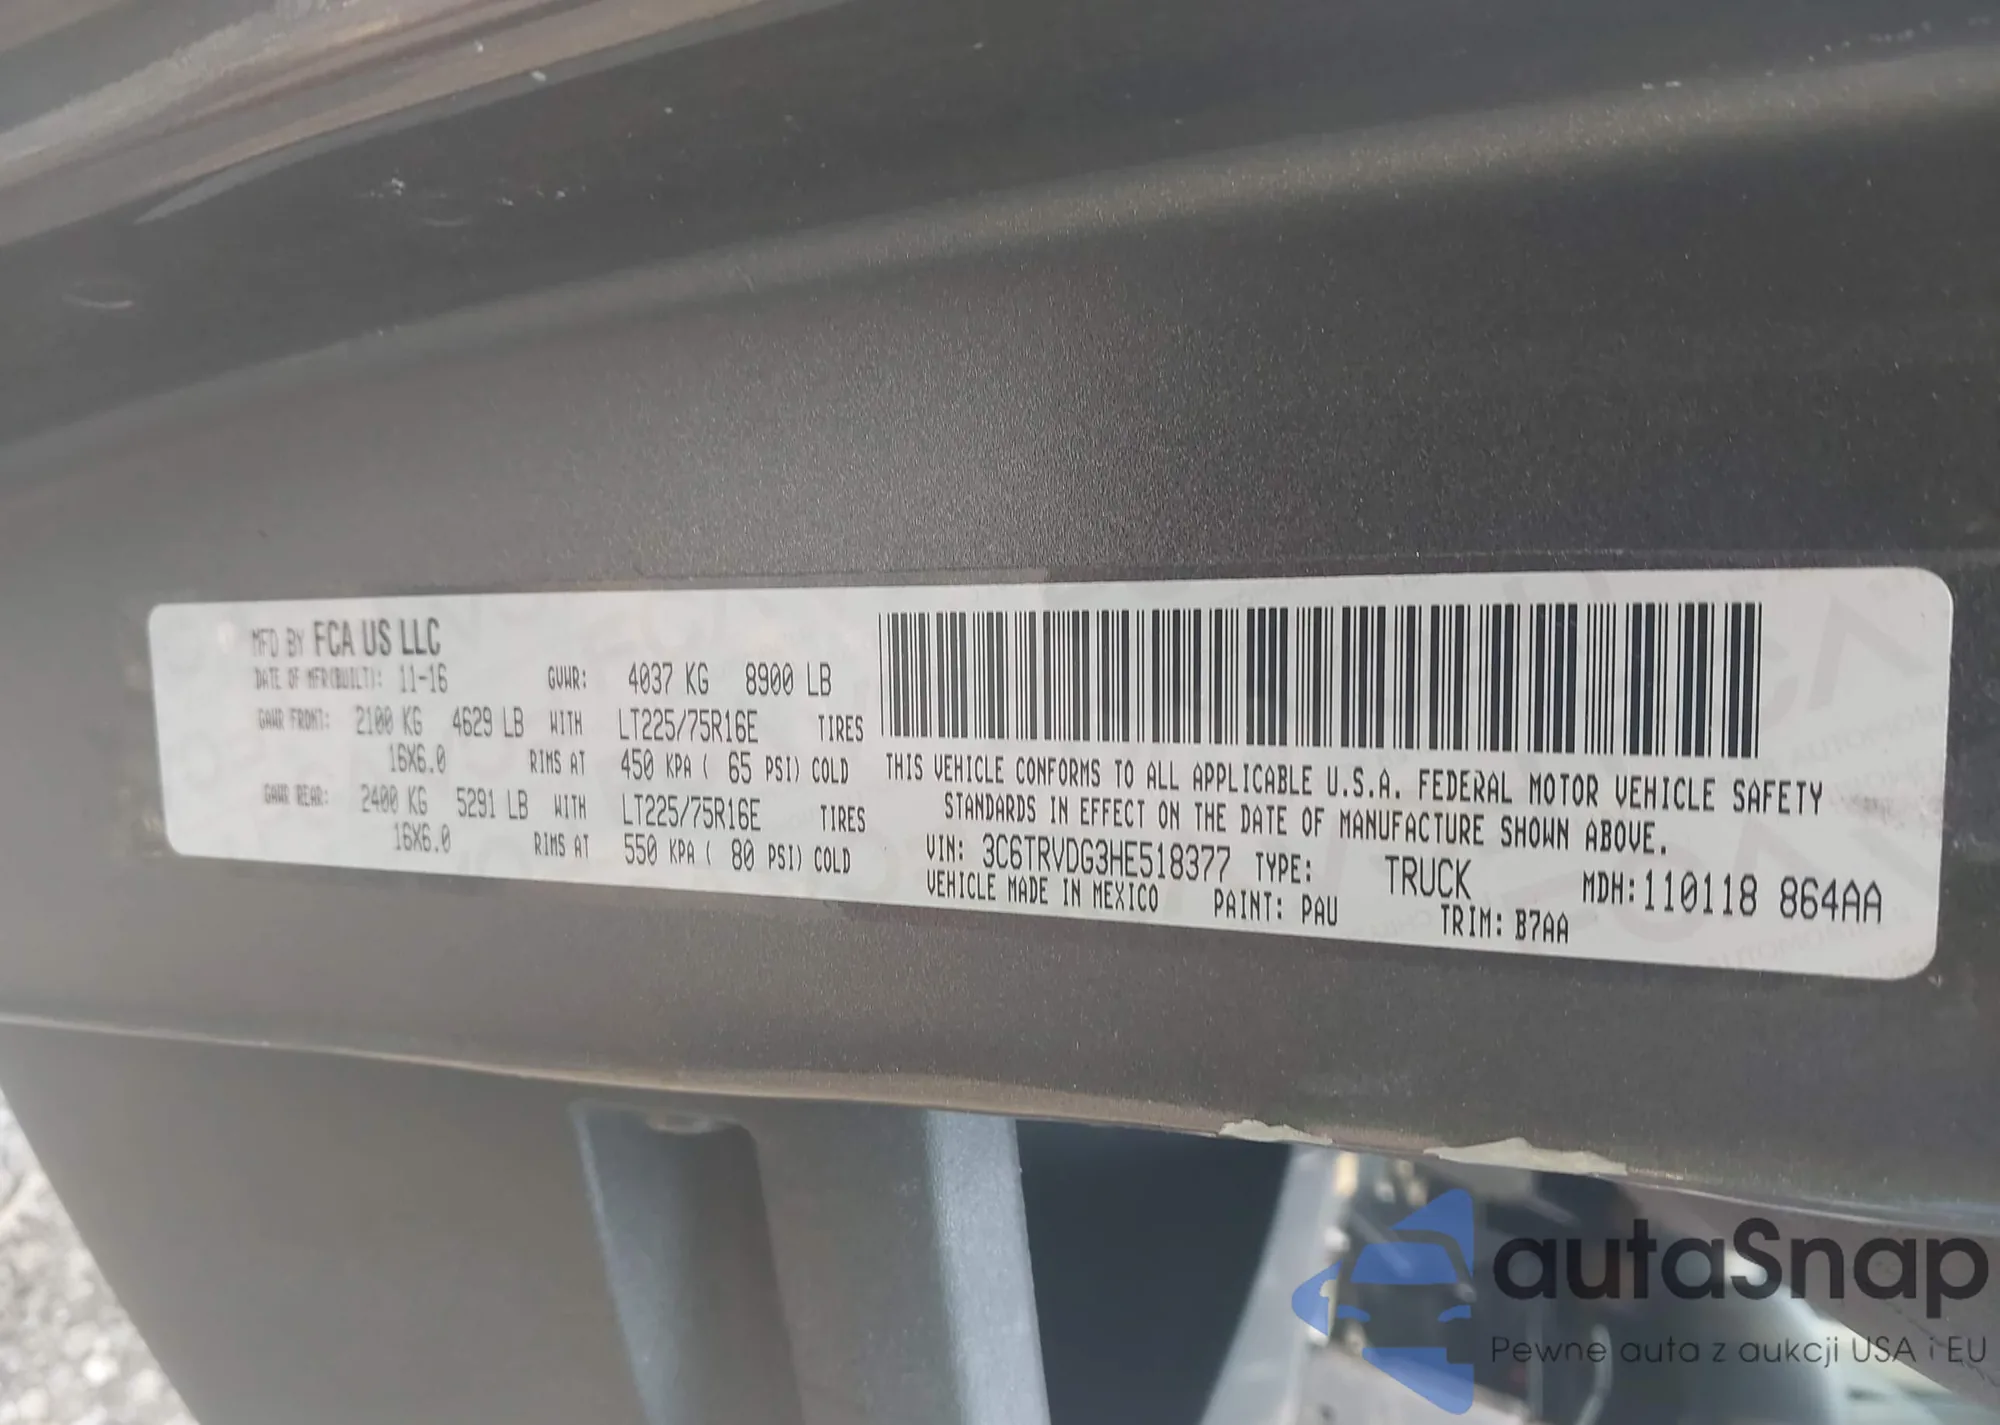 MFD BY FCA US LLC
DATE OF MFR(BUILT): 11-16 GVWR: 4037 KG 8900 LB
GAWR FRONT: 2100 KG 4629 LB WITH LT225/75R16E TIRES
16X6.0 RIMS AT 450 KPA ( 65 PSI) COLD
GAWR REAR: 2400 KG 5291 LB WITH LT225/75R16E TIRES
16X6.0 RIMS AT 550 KPA ( 80 PSI) COLD
THIS VEHICLE CONFORMS TO ALL APPLICABLE U.S.A. FEDERAL MOTOR VEHICLE SAFETY
STANDARDS IN EFFECT ON THE DATE OF MANUFACTURE SHOWN ABOVE.
VIN: 3C6TRVDG3HE518377 TYPE: TRUCK MDH:110118 864AA
VEHICLE MADE IN MEXICO PAINT: PAU TRIM: B7AA
autaSnap
Pewne auta z aukcji USA i EU